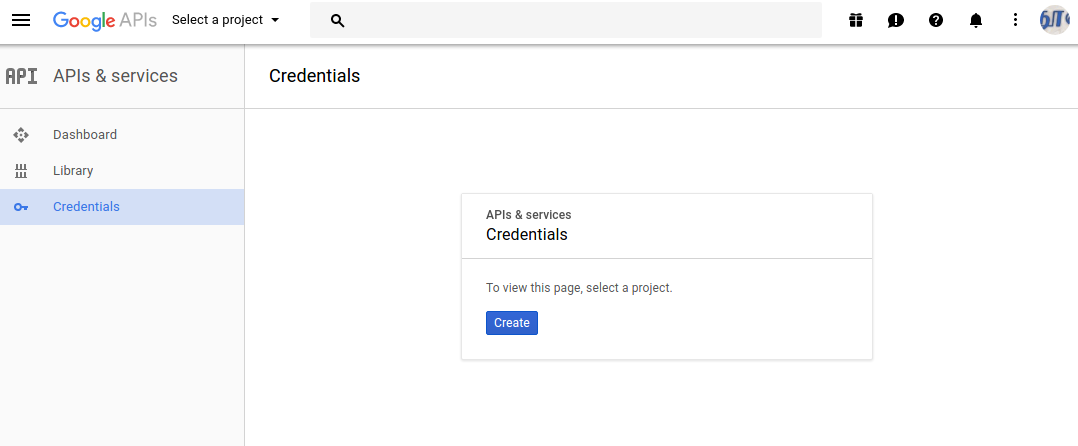 Google APIs Select a project
API APIs & services
Credentials
Dashboard
Library
Credentials
APIs & services
Credentials
To view this page, select a project.
Create